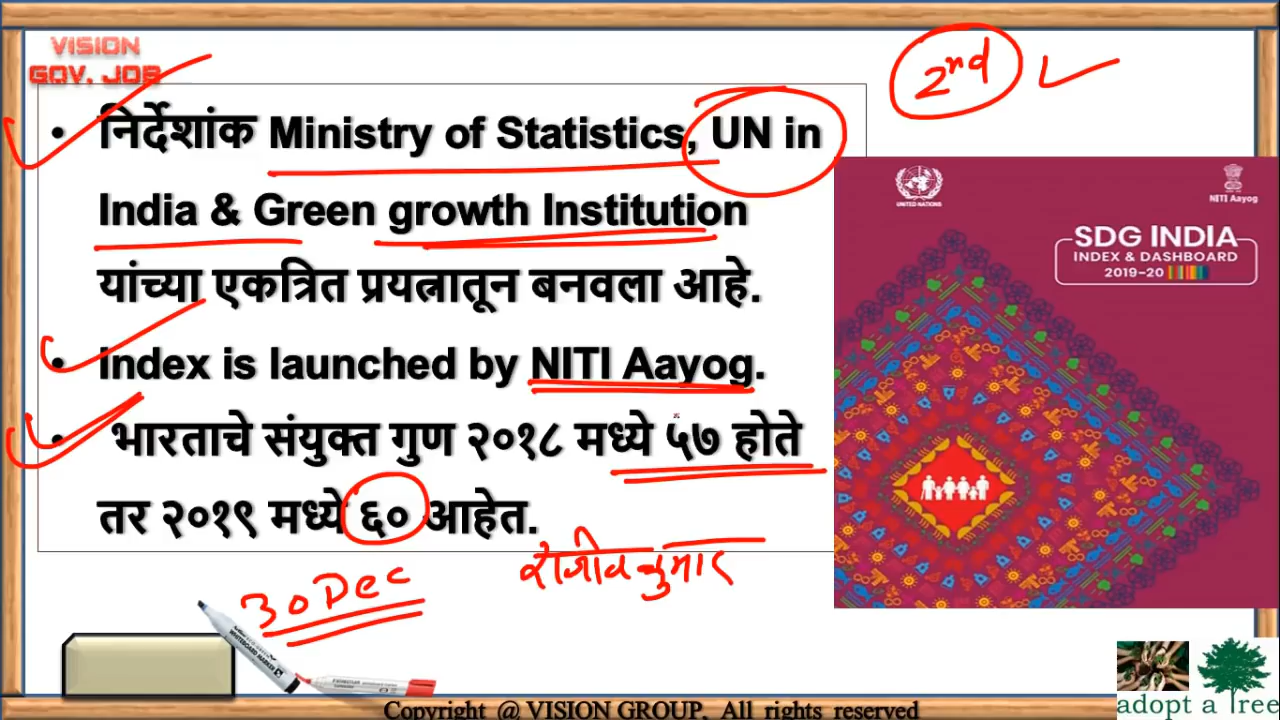 VISION
GOV. JOB
2nd
• निर्देशांक Ministry of Statistics, UN in
India & Green growth Institution
यांच्या एकत्रित प्रयत्नातून बनवला आहे.
• Index is launched by NITI Aayog.
• भारताचे संयुक्त गुण २०१८ मध्ये ५७ होते
तर २०१९ मध्ये ६० आहेत.
30 Dec
राजीव कुमार
UNITED NATIONS
NITI Aayog
SDG INDIA
INDEX & DASHBOARD
2019-20
WHITEBOARD MARKER
adopt a Tree
Copyright @ VISION GROUP, All rights reserved